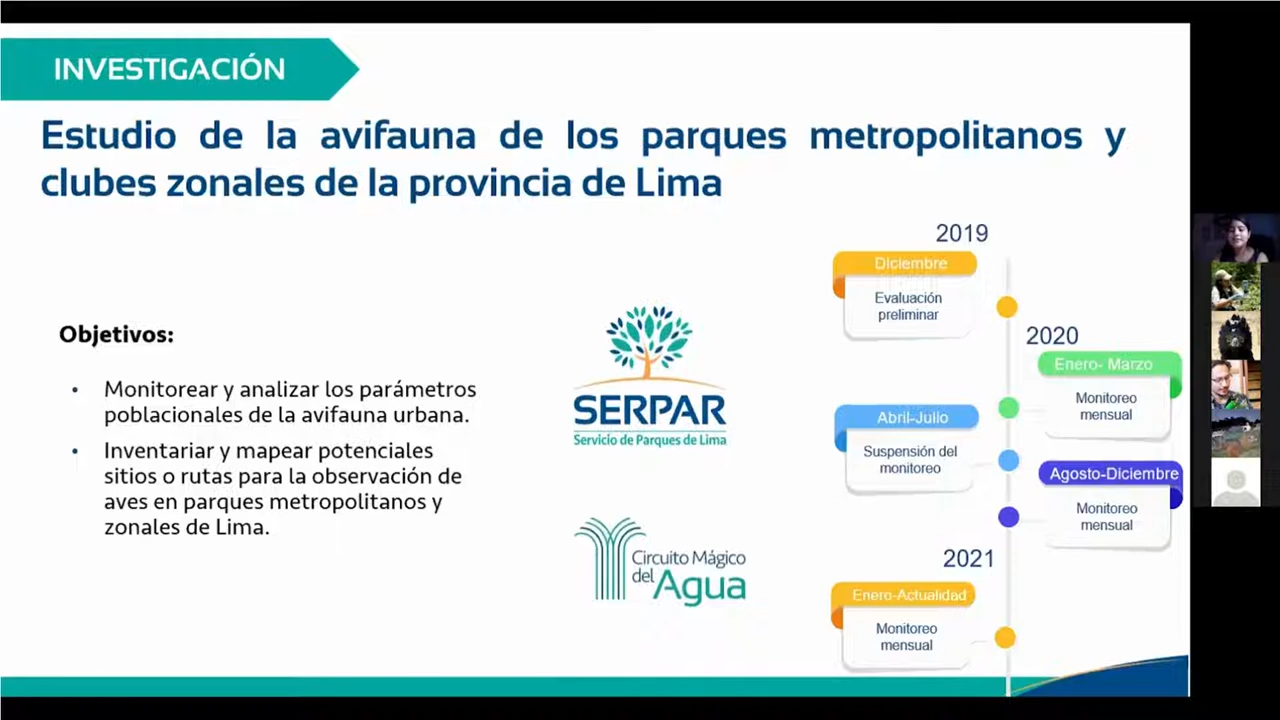 INVESTIGACIÓN
Estudio de la avifauna de los parques metropolitanos y
clubes zonales de la provincia de Lima
Objetivos:
• Monitorear y analizar los parámetros
poblacionales de la avifauna urbana.
• Inventariar y mapear potenciales
sitios o rutas para la observación de
aves en parques metropolitanos y
zonales de Lima.
SERPAR
Servicio de Parques de Lima
Circuito Mágico
del Agua
2019
Diciembre
Evaluación
preliminar
2020
Enero- Marzo
Monitoreo
mensual
Abril-Julio
Suspensión del
monitoreo
Agosto-Diciembre
Monitoreo
mensual
2021
Enero-Actualidad
Monitoreo
mensual